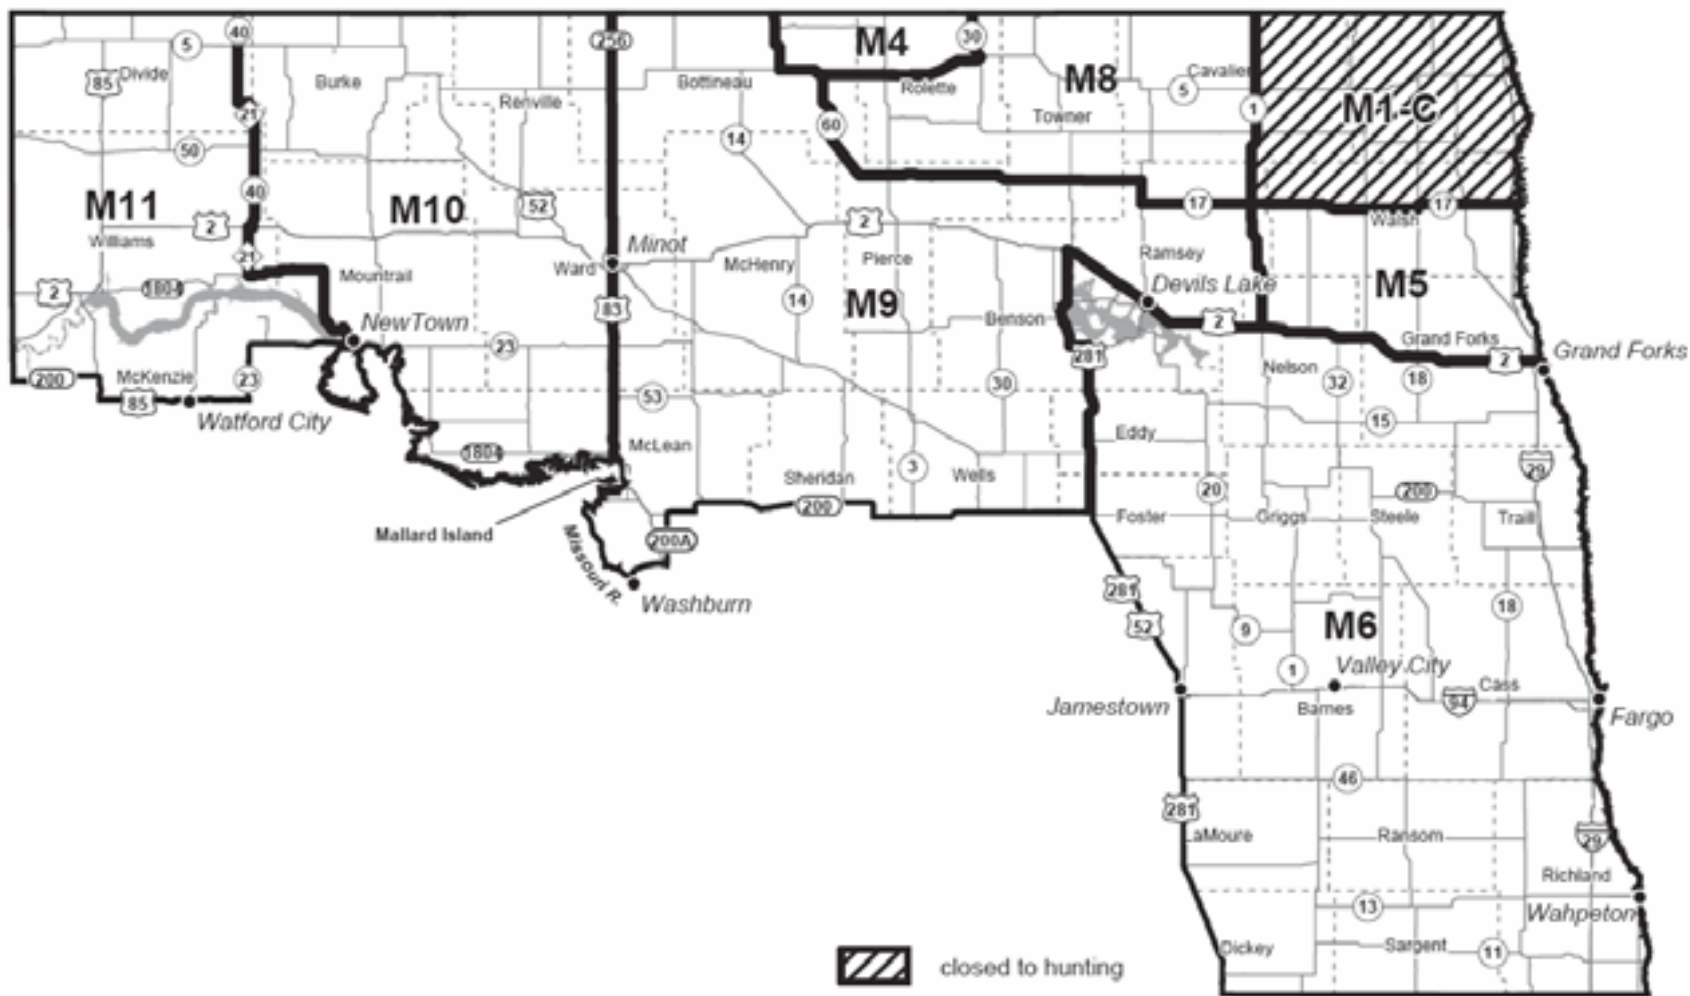 40
256
M4
30
5
85
Divide
Burke
Bottineau
Rolette
M8
Cavalier
5
Renville
21
60
Towner
1
M1-C
14
50
40
M11
M10
52
17
17
Walsh
2
2
Williams
Minot
21
Ward
McHenry
Pierce
Ramsey
Mountrail
1804
2
14
M9
Devils Lake
M5
83
NewTown
Benson
2
Grand Forks
23
281
2
Grand Forks
200
McKenzie
23
85
Nelson
32
18
30
53
Watford City
15
Eddy
McLean
1804
3
Wells
29
Sheridan
200
20
200
Foster
Griggs
Steele
Traill
Mallard Island
200A
Missouri R.
Washburn
281
52
18
9
M6
1
Valley City
Jamestown
Barnes
94
Cass
Fargo
46
281
LaMoure
Ransom
29
Richland
13
Wahpeton
Dickey
Sargent
11
closed to hunting